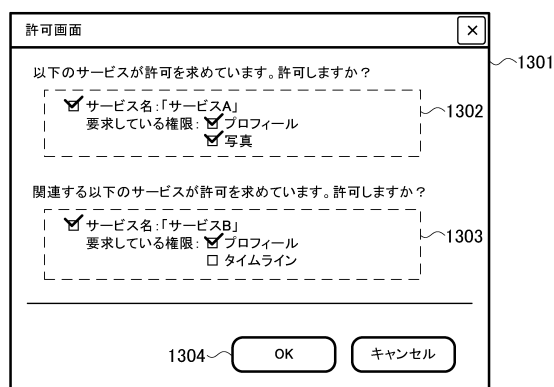 許可画面
1301
以下のサービスが許可を求めています。許可しますか？
サービス名:「サービスA」
1302
要求している権限: プロフィール
写真
関連する以下のサービスが許可を求めています。許可しますか？
サービス名:「サービスB」
要求している権限: プロフィール
1303
タイムライン
1304
OK
キャンセル